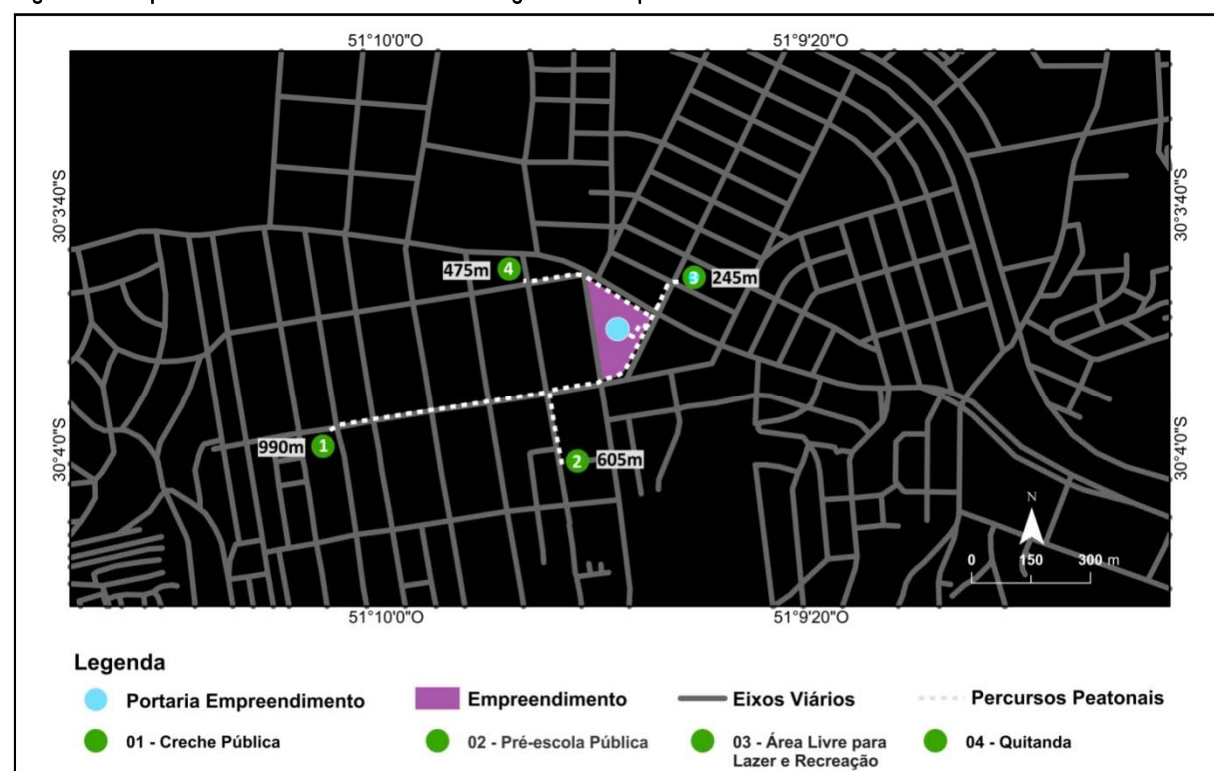 51°10'0"O
51°9'20"O
30°3'40"S
30°3'40"S
475m
4
3
245m
990m
1
2
605m
30°4'0"S
30°4'0"S
N
0 150 300 m
51°10'0"O
51°9'20"O
Legenda
Portaria Empreendimento
Empreendimento
Eixos Viários
Percursos Peatonais
01 - Creche Pública
02 - Pré-escola Pública
03 - Área Livre para
Lazer e Recreação
04 - Quitanda